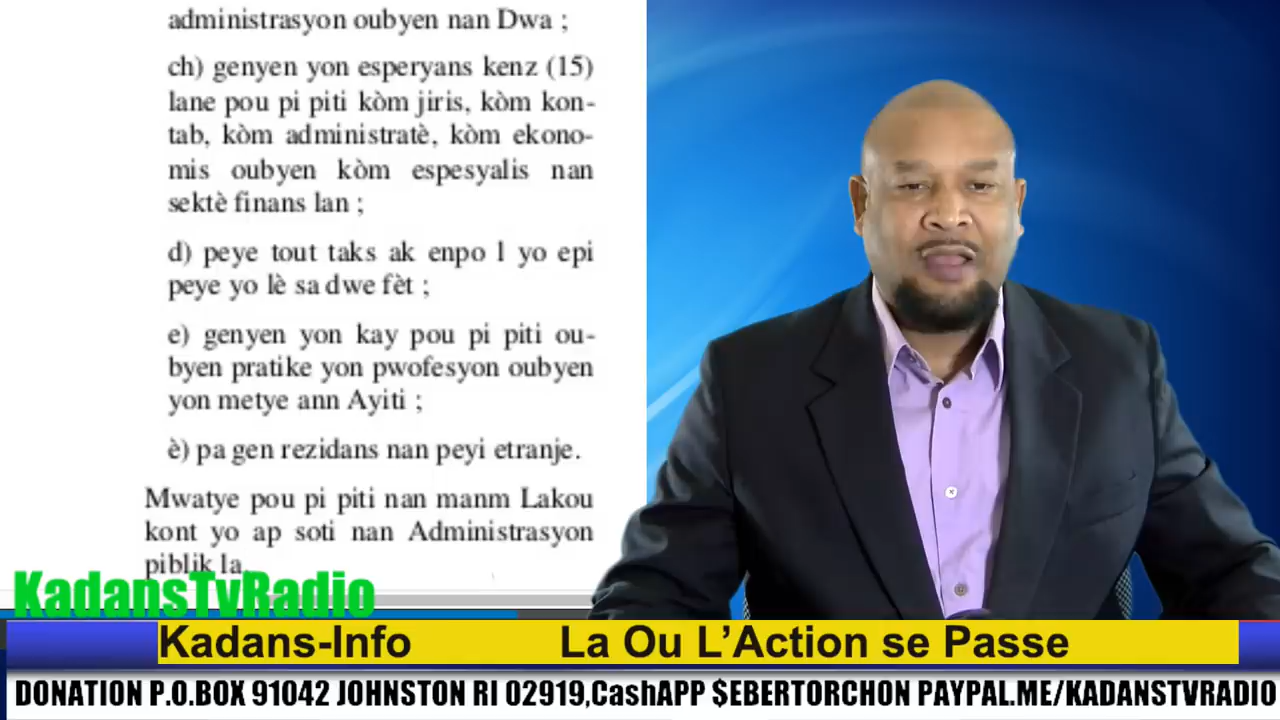 administrasyon oubyen nan Dwa ;
ch) genyen yon esperyans kenz (15)
lane pou pi piti kòm jiris, kòm kon-
tab, kòm administratè, kòm ekono-
mis oubyen kòm espesyalis nan
sektè finans lan ;
d) peye tout taks ak enpo l yo epi
peye yo lè sa dwe fèt ;
e) genyen yon kay pou pi piti ou-
byen pratike yon pwofesyon oubyen
yon metye ann Ayiti ;
è) pa gen rezidans nan peyi etranje.
Mwatye pou pi piti nan manm Lakou
kont yo ap soti nan Administrasyon
piblik la.
KadansTvRadio
Kadans-Info La Ou L’Action se Passe
DONATION P.O.BOX 91042 JOHNSTON RI 02919,CashAPP $EBERTORCHON PAYPAL.ME/KADANSTVRADIO